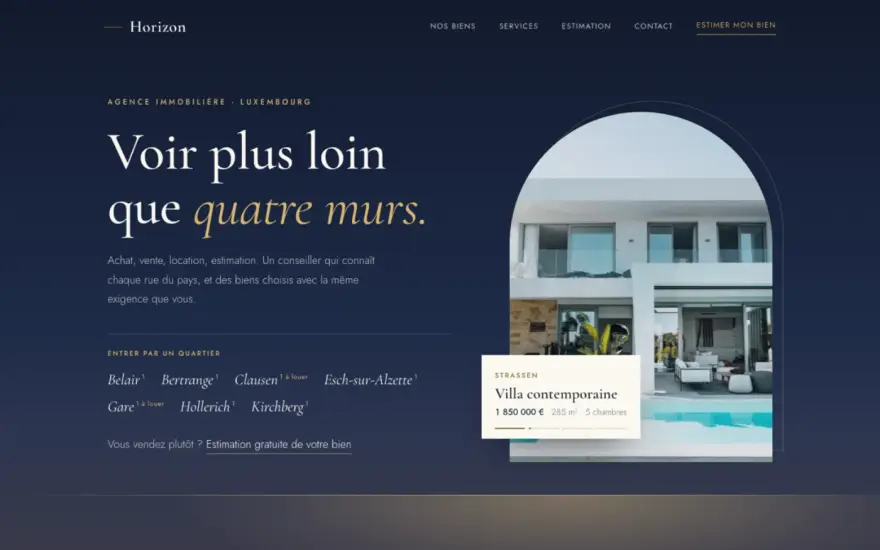 Horizon
NOS BIENS SERVICES ESTIMATION CONTACT ESTIMER MON BIEN
AGENCE IMMOBILIÈRE · LUXEMBOURG
Voir plus loin
que quatre murs.
Achat, vente, location, estimation. Un conseiller qui connaît
chaque rue du pays, et des biens choisis avec la même
exigence que vous.
ENTRER PAR UN QUARTIER
Belair 1 Bertrange 1 Clausen 1 à louer Esch-sur-Alzette 1
Gare 1 à louer Hollerich 1 Kirchberg 1
Vous vendez plutôt ? Estimation gratuite de votre bien
STRASSEN
Villa contemporaine
1 850 000 € 285 m² 5 chambres